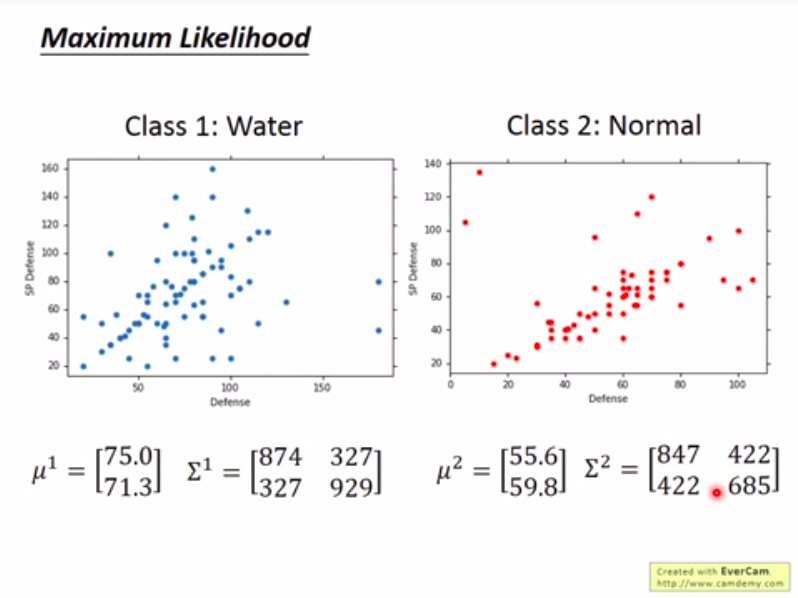 Maximum Likelihood
Class 1: Water
Class 2: Normal
160
140
120
100
80
60
40
20
SP Defense
50 100 150
Defense
140
120
100
80
60
40
20
SP Defense
0 20 40 60 80 100
Defense
μ¹ = [75.0 71.3] Σ¹ = [874 327 327 929]
μ² = [55.6 59.8] Σ² = [847 422 422 685]
Created with EverCam.
http://www.camdemy.com